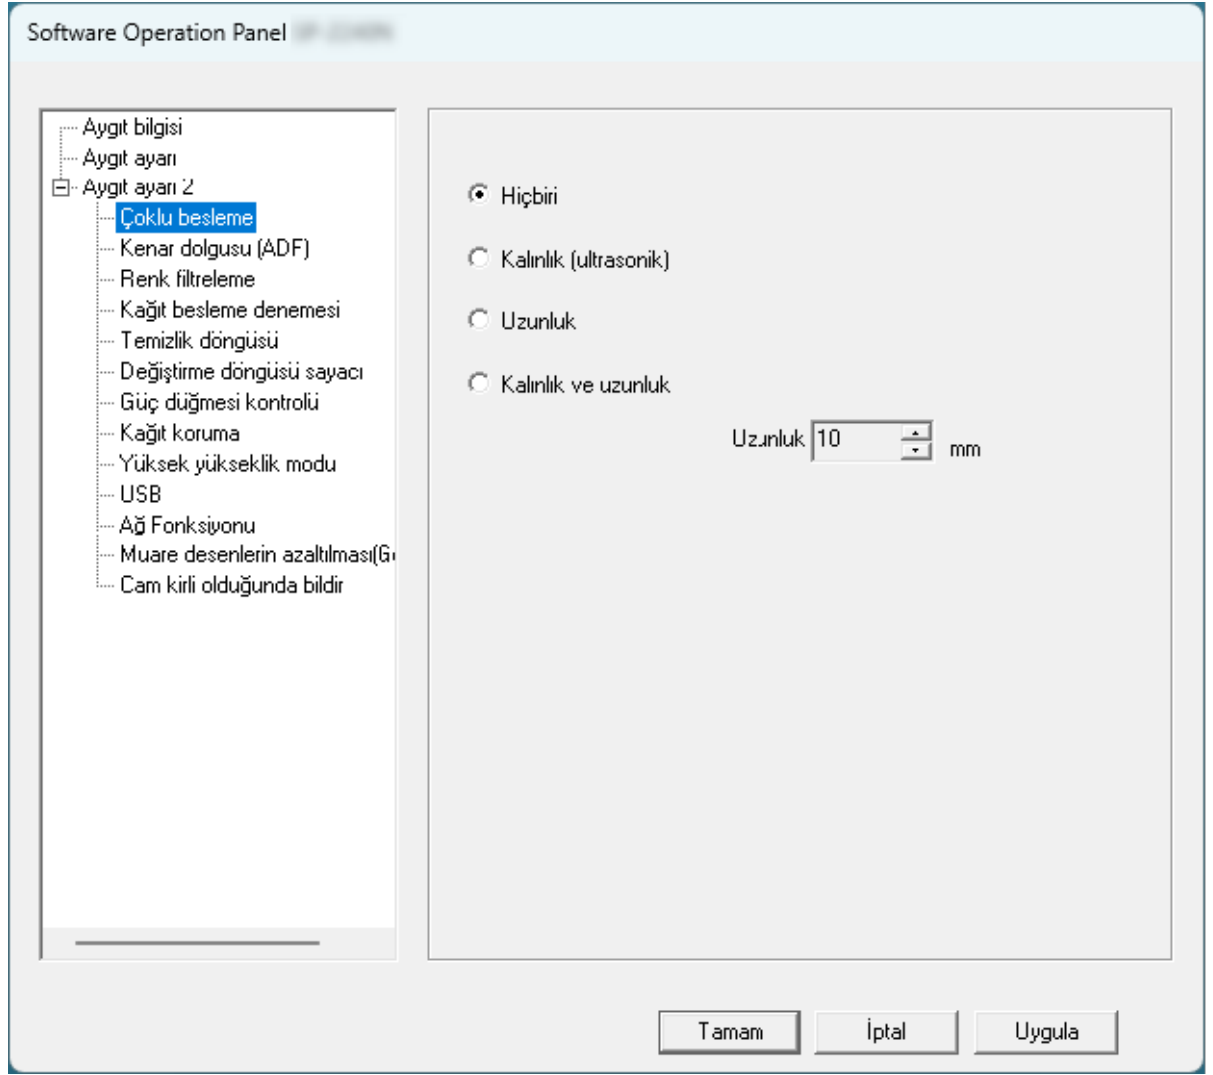 Software Operation Panel
Aygıt bilgisi
Aygıt ayarı
Aygıt ayarı 2
Çoklu besleme
Kenar dolgusu (ADF)
Renk filtreleme
Kağıt besleme denemesi
Temizlik döngüsü
Değiştirme döngüsü sayacı
Güç düğmesi kontrolü
Kağıt koruma
Yüksek yükseklik modu
USB
Ağ Fonksiyonu
Muare desenlerin azaltılması(G
Cam kirli olduğunda bildir
Hiçbiri
Kalınlık (ultrasonik)
Uzunluk
Kalınlık ve uzunluk
Uzunluk 10 mm
Tamam İptal Uygula